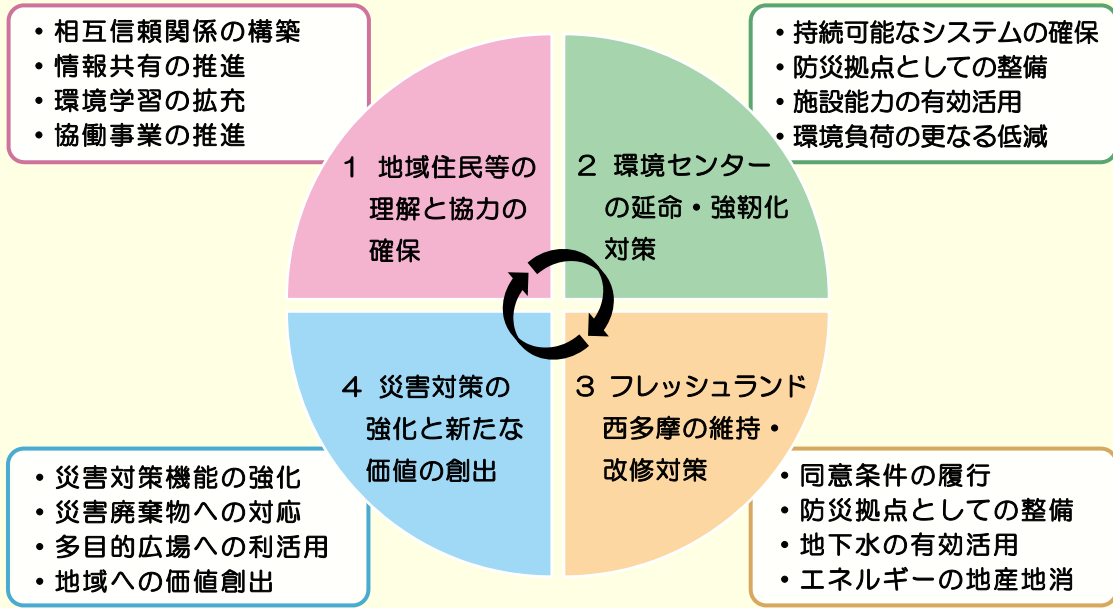 ・相互信頼関係の構築
・情報共有の推進
・環境学習の拡充
・協働事業の推進
・持続可能なシステムの確保
・防災拠点としての整備
・施設能力の有効活用
・環境負荷の更なる低減
1 地域住民等の
理解と協力の
確保
2 環境センター
の延命・強靭化
対策
3 フレッシュランド
西多摩の維持・
改修対策
4 災害対策の
強化と新たな
価値の創出
・災害対策機能の強化
・災害廃棄物への対応
・多目的広場への利活用
・地域への価値創出
・同意条件の履行
・防災拠点としての整備
・地下水の有効活用
・エネルギーの地産地消